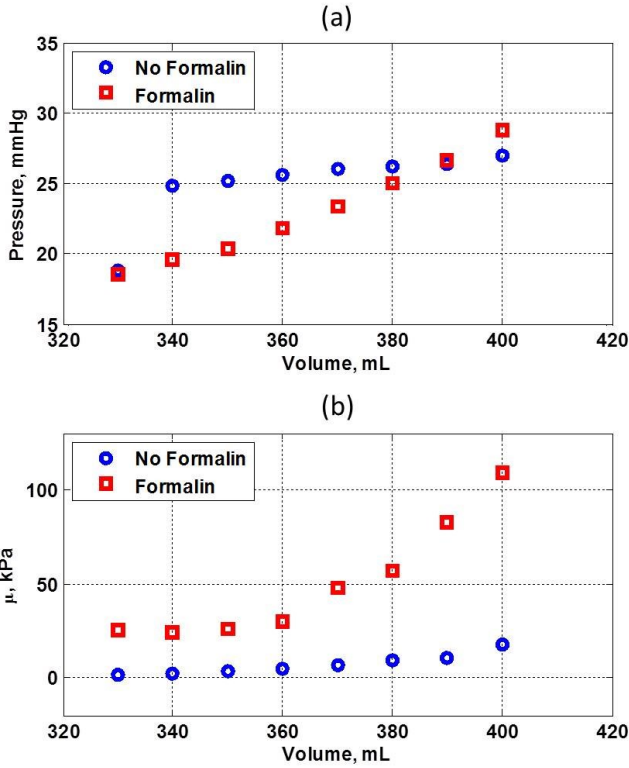 (a)
35
30
25
20
15
Pressure, mmHg
No Formalin
Formalin
320 340 360 380 400 420
Volume, mL
(b)
100
50
0
μ, kPa
No Formalin
Formalin
320 340 360 380 400 420
Volume, mL